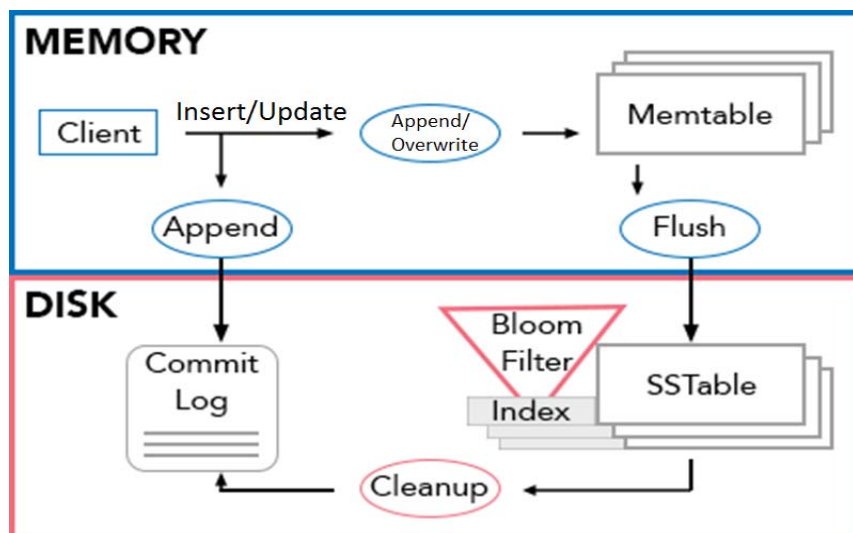 MEMORY
Client
Insert/Update
Append/
Overwrite
Memtable
Append
Flush
DISK
Commit
Log
Bloom
Filter
Index
SSTable
Cleanup